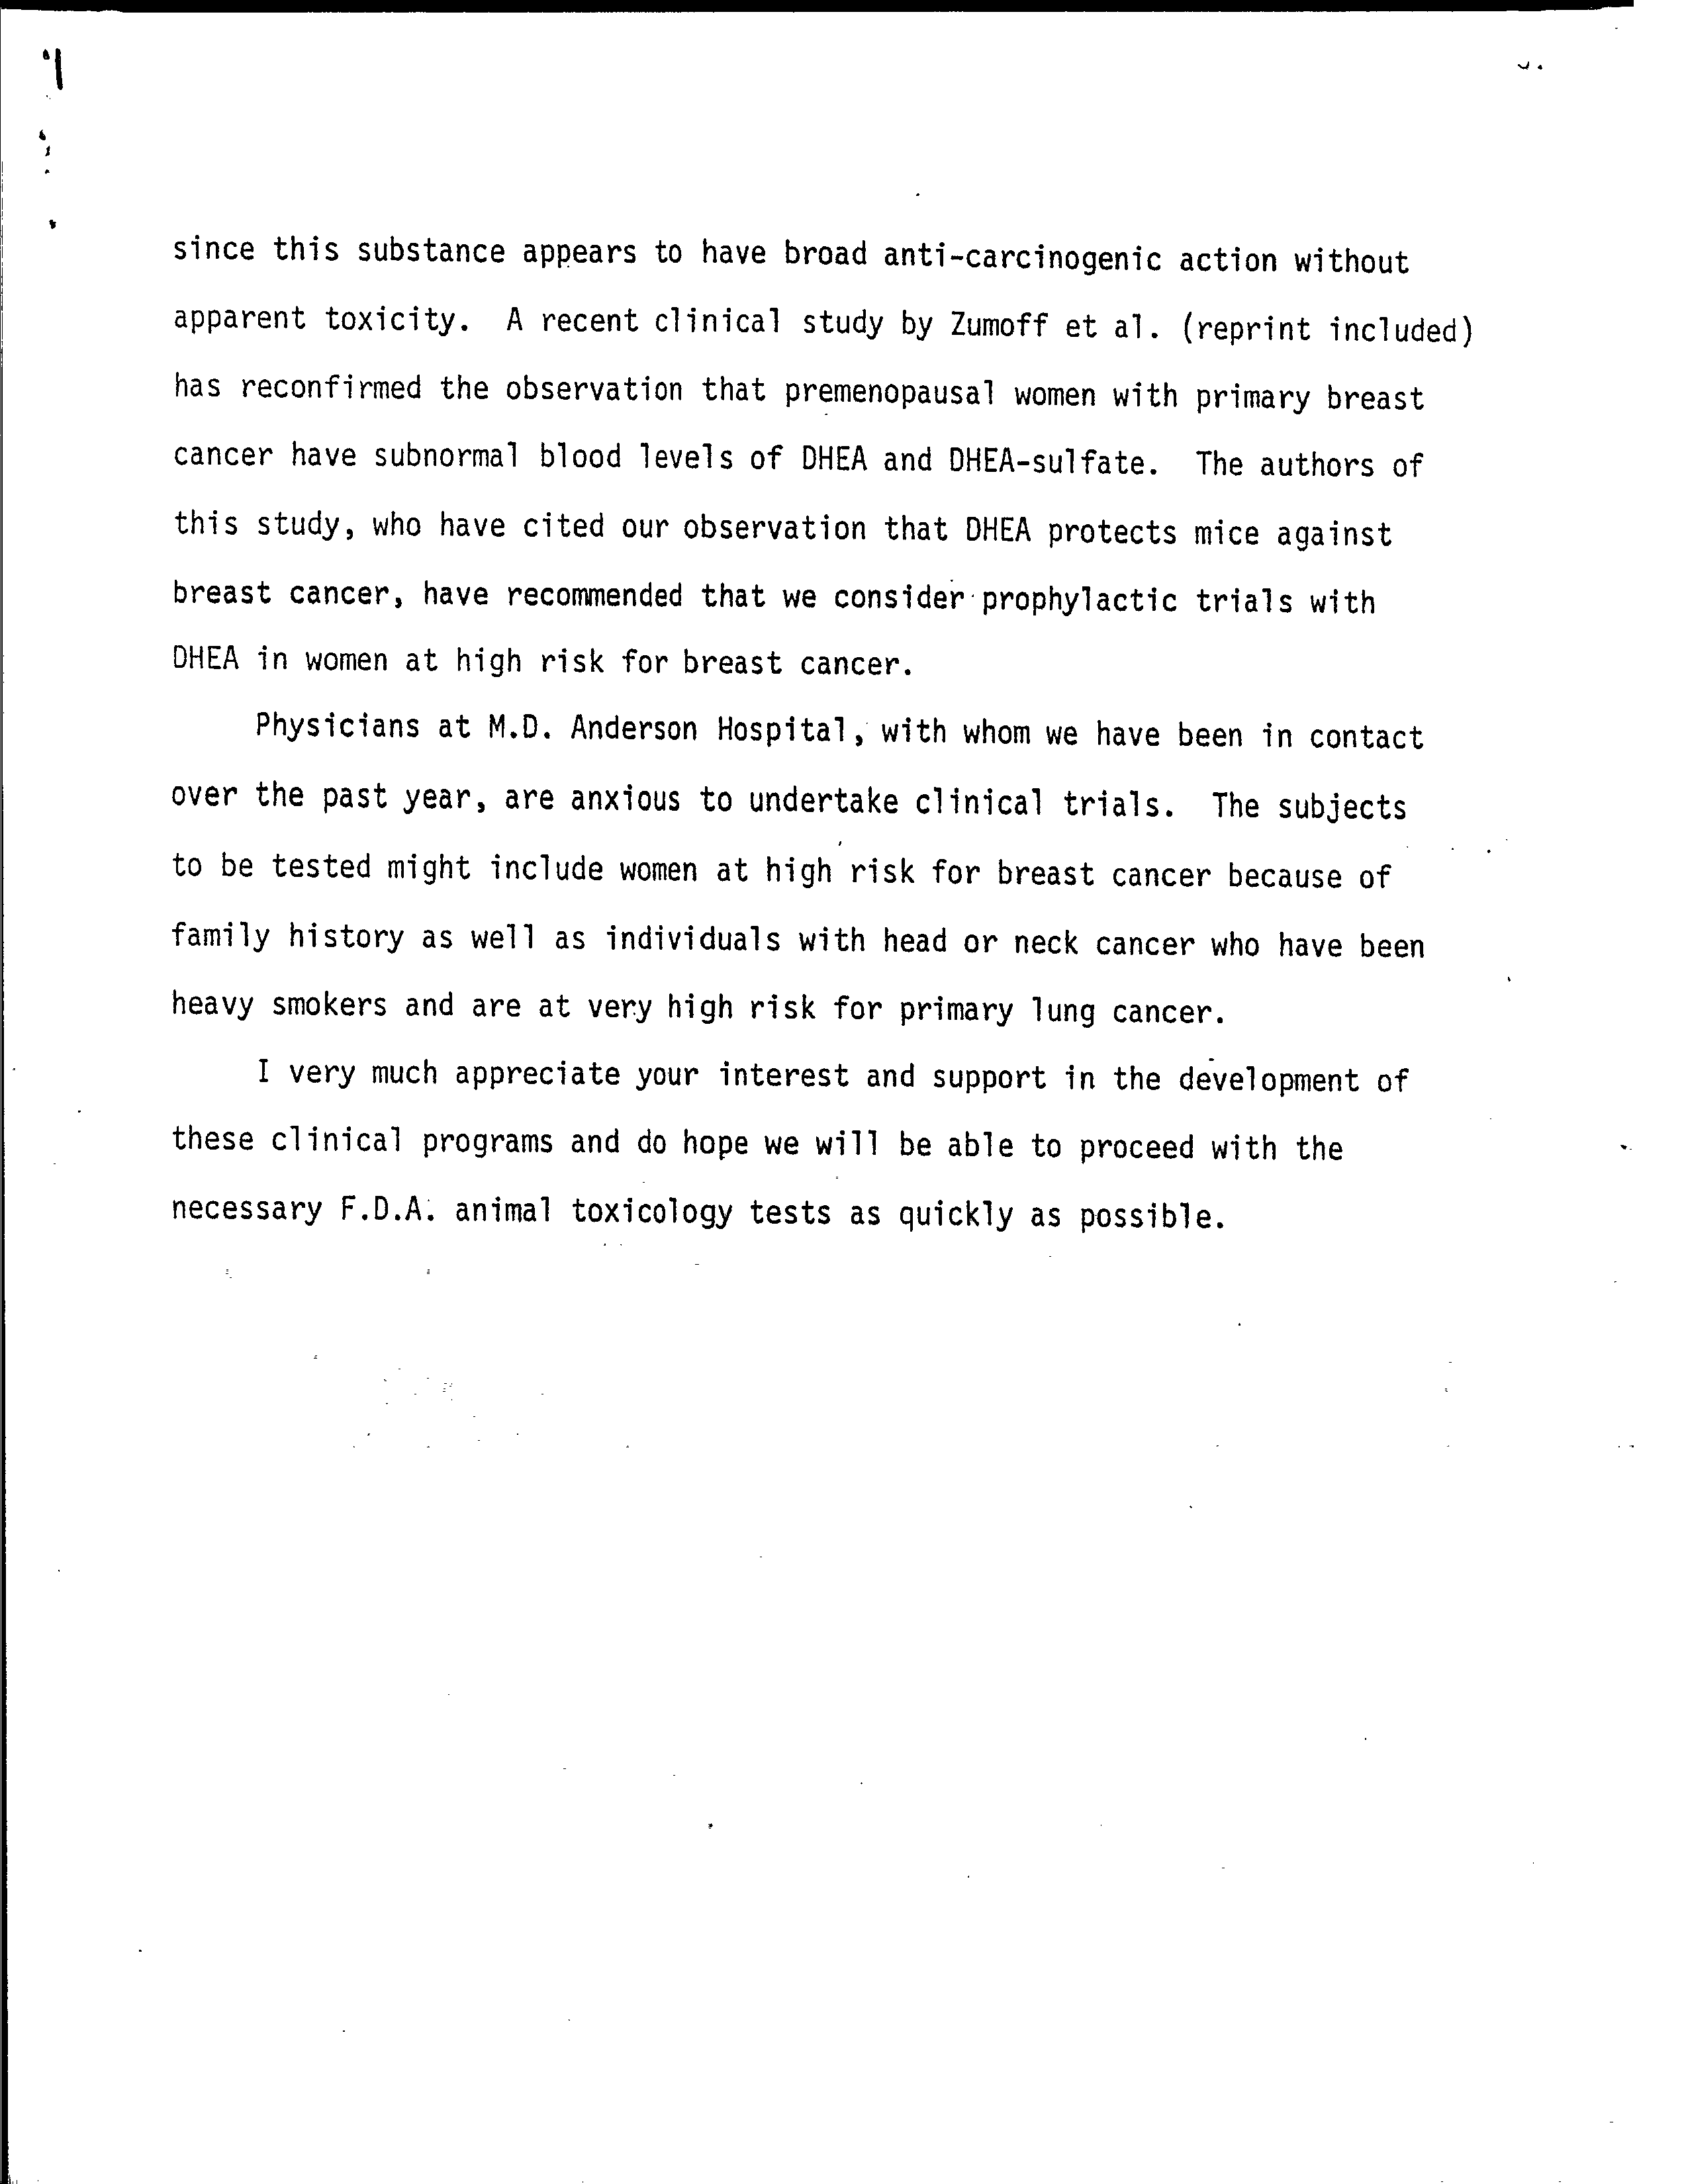 since this substance appears to have broad anti-carcinogenic action without
apparent toxicity. A recent clinical study by Zumoff et al. (reprint included)
has reconfirmed the observation that premenopausal women with primary breast
cancer have subnormal blood levels of DHEA and DHEA-sulfate. The authors of
this study, who have cited our observation that DHEA protects mice against
breast cancer, have recommended that we consider prophylactic trials with
DHEA in women at high risk for breast cancer.
Physicians at M.D. Anderson Hospital, with whom we have been in contact
over the past year, are anxious to undertake clinical trials. The subjects
to be tested might include women at high risk for breast cancer because of
family history as well as individuals with head or neck cancer who have been
heavy smokers and are at very high risk for primary lung cancer.
I very much appreciate your interest and support in the development of
these clinical programs and do hope we will be able to proceed with the
necessary F.D.A. animal toxicology tests as quickly as possible.